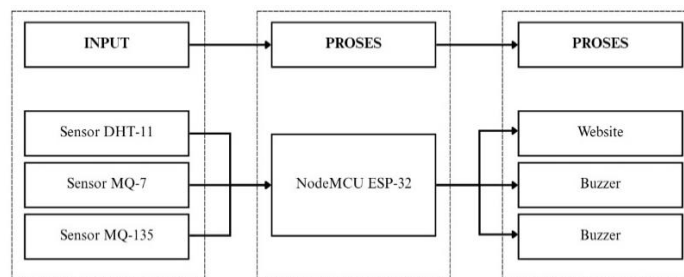 INPUT
PROSES
PROSES
Sensor DHT-11
Sensor MQ-7
Sensor MQ-135
NodeMCU ESP-32
Website
Buzzer
Buzzer